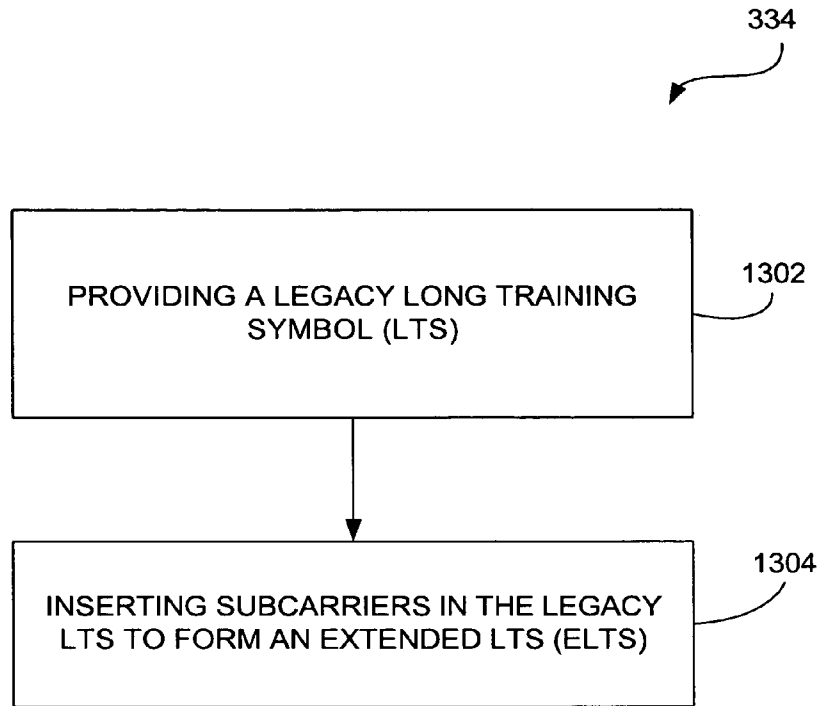 334
PROVIDING A LEGACY LONG TRAINING
SYMBOL (LTS)
1302
INSERTING SUBCARRIERS IN THE LEGACY
LTS TO FORM AN EXTENDED LTS (ELTS)
1304